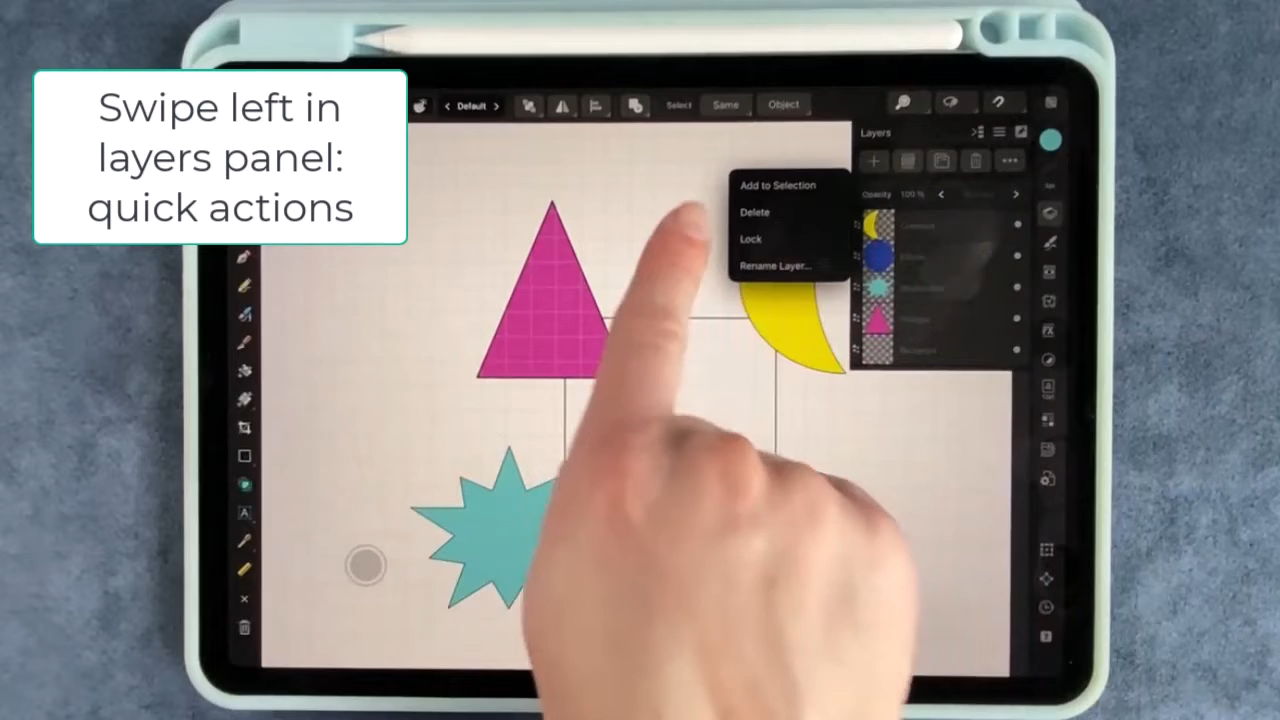 Swipe left in
layers panel:
quick actions
Default
Select
Same
Object
Layers
Opacity 100 %
Add to Selection
Delete
Lock
Rename Layer...
A